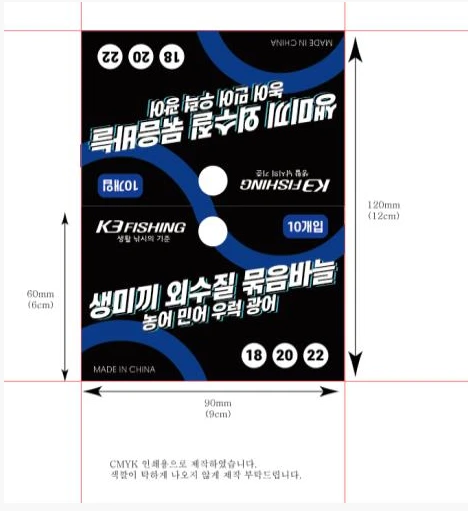 MADE IN CHINA
18 20 22
농어 민어 우럭 광어
생미끼 외수질 묶음바늘
K3 FISHING
생활 낚시의 기준
10개입
K3 FISHING
생활 낚시의 기준
10개입
생미끼 외수질 묶음바늘
농어 민어 우럭 광어
18 20 22
MADE IN CHINA
120mm
(12cm)
60mm
(6cm)
90mm
(9cm)
CMYK 인쇄용으로 제작하였습니다.
색깔이 탁하게 나오지 않게 제작 부탁드립니다.